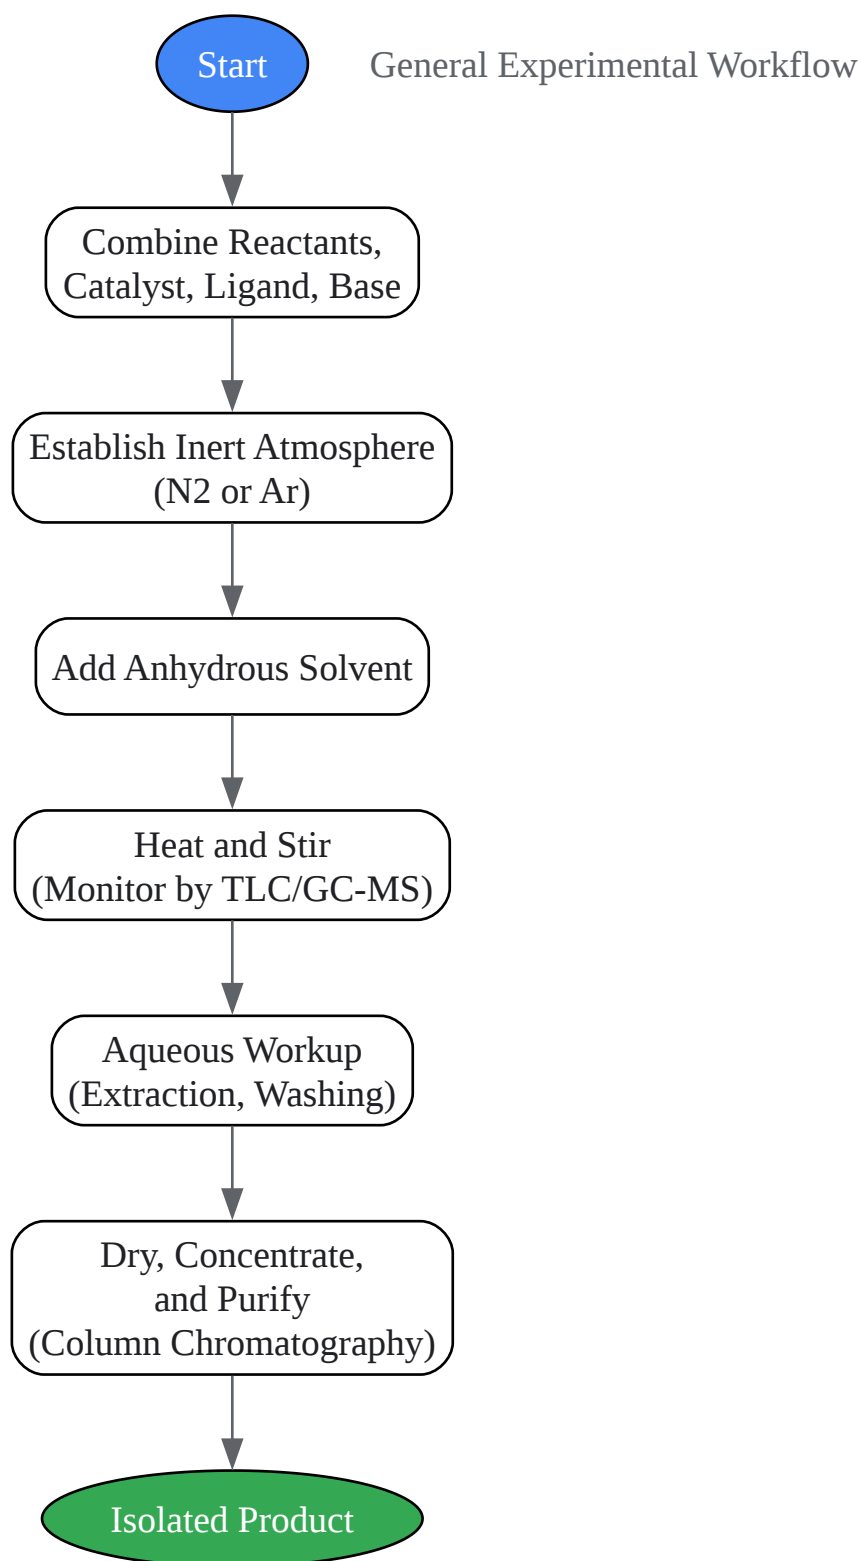 Start
General Experimental Workflow
Combine Reactants,
Catalyst, Ligand, Base
Establish Inert Atmosphere
(N2 or Ar)
Add Anhydrous Solvent
Heat and Stir
(Monitor by TLC/GC-MS)
Aqueous Workup
(Extraction, Washing)
Dry, Concentrate,
and Purify
(Column Chromatography)
Isolated Product